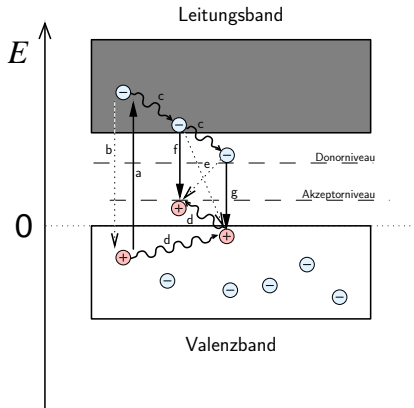 Leitungsband
E
c
c
b
f
e
Donorniveau
a
g
Akzeptorniveau
d
0
d
Valenzband